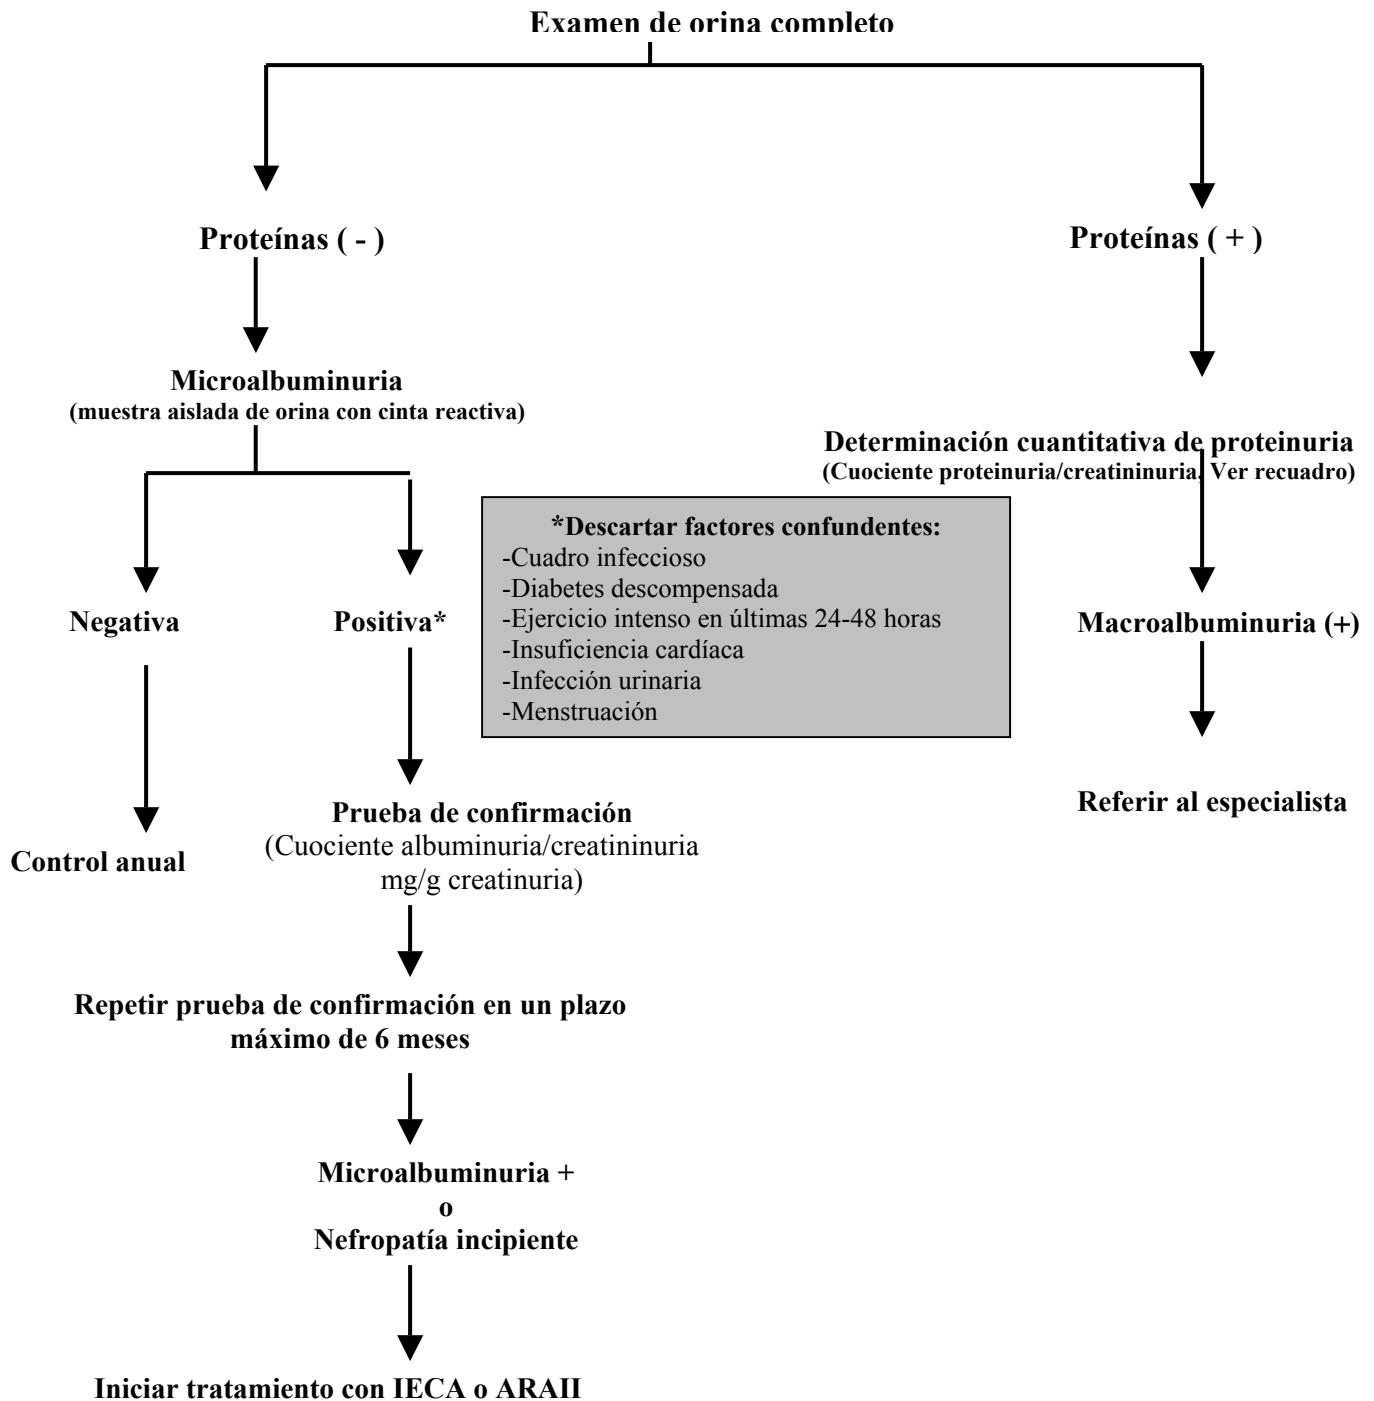 Examen de orina completo
Proteínas ( - )
Proteínas ( + )
Microalbuminuria
(muestra aislada de orina con cinta reactiva)
Determinación cuantitativa de proteinuria
(Cuociente proteinuria/creatininuria, Ver recuadro)
*Descartar factores confundentes:
-Cuadro infeccioso
-Diabetes descompensada
-Ejercicio intenso en últimas 24-48 horas
-Insuficiencia cardíaca
-Infección urinaria
-Menstruación
Negativa
Positiva*
Macroalbuminuria (+)
Control anual
Prueba de confirmación
(Cuociente albuminuria/creatininuria
mg/g creatinuria)
Referir al especialista
Repetir prueba de confirmación en un plazo
máximo de 6 meses
Microalbuminuria +
o
Nefropatía incipiente
Iniciar tratamiento con IECA o ARAII